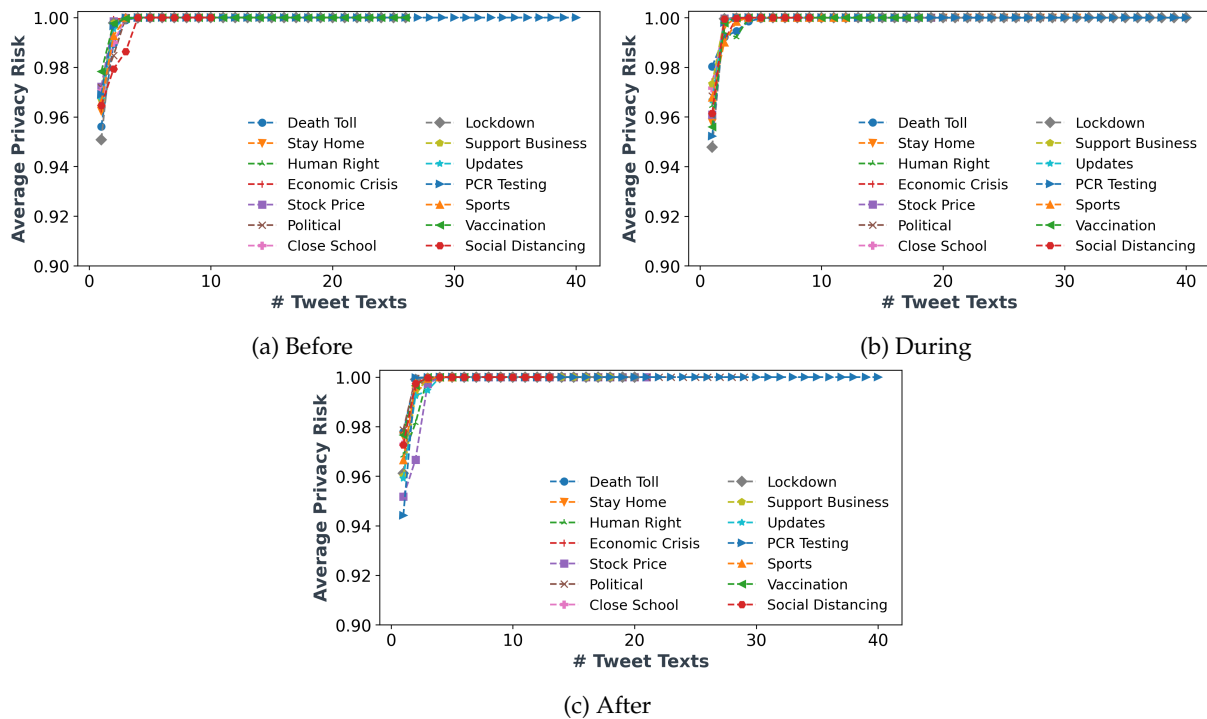 1.00
0.98
0.96
0.94
0.92
0.90
Average Privacy Risk
Death Toll
Stay Home
Human Right
Economic Crisis
Stock Price
Political
Close School
Lockdown
Support Business
Updates
PCR Testing
Sports
Vaccination
Social Distancing
0 10 20 30 40
# Tweet Texts
(a) Before
1.00
0.98
0.96
0.94
0.92
0.90
Average Privacy Risk
Death Toll
Stay Home
Human Right
Economic Crisis
Stock Price
Political
Close School
Lockdown
Support Business
Updates
PCR Testing
Sports
Vaccination
Social Distancing
0 10 20 30 40
# Tweet Texts
(b) During
1.00
0.98
0.96
0.94
0.92
0.90
Average Privacy Risk
Death Toll
Stay Home
Human Right
Economic Crisis
Stock Price
Political
Close School
Lockdown
Support Business
Updates
PCR Testing
Sports
Vaccination
Social Distancing
0 10 20 30 40
# Tweet Texts
(c) After